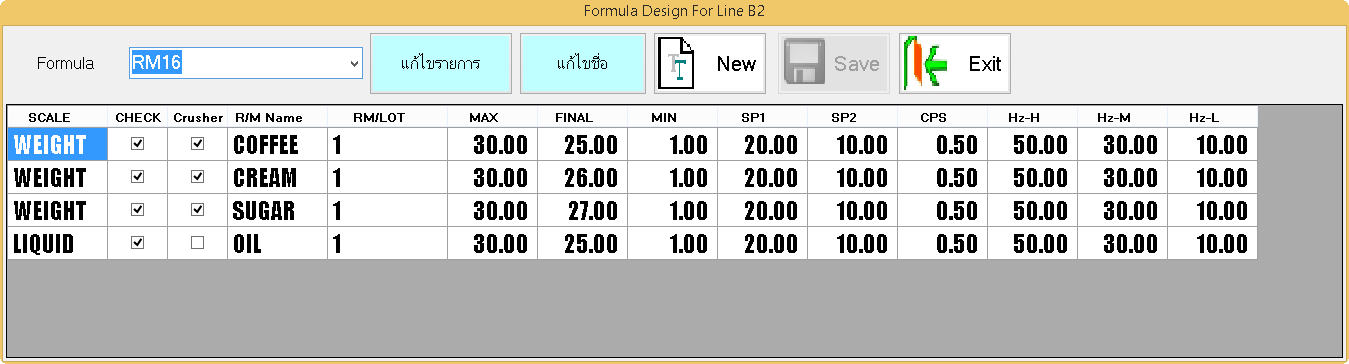 Formula Design For Line B2
Formula RM16 แก้ไขรายการ แก้ไขชื่อ New Save Exit
SCALE CHECK Crusher R/M Name RM/LOT MAX FINAL MIN SP1 SP2 CPS Hz-H Hz-M Hz-L
WEIGHT COFFEE 1 30.00 25.00 1.00 20.00 10.00 0.50 50.00 30.00 10.00
WEIGHT CREAM 1 30.00 26.00 1.00 20.00 10.00 0.50 50.00 30.00 10.00
WEIGHT SUGAR 1 30.00 27.00 1.00 20.00 10.00 0.50 50.00 30.00 10.00
LIQUID OIL 1 30.00 25.00 1.00 20.00 10.00 0.50 50.00 30.00 10.00